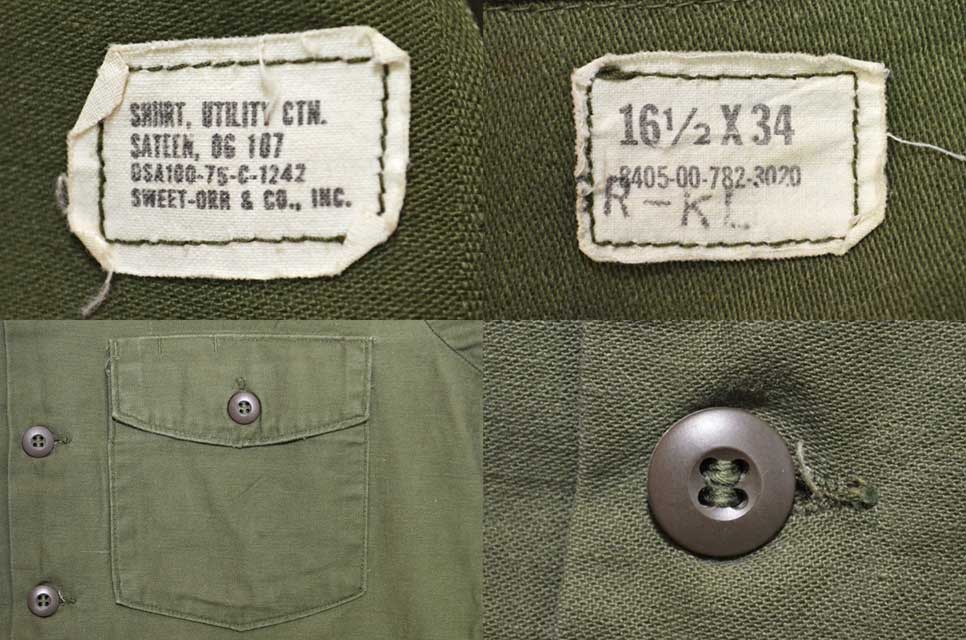 SHIRT, UTILITY CTN.
SATEEN, OG 107
DSA100-75-C-1242
SWEET-ORR & CO., INC.
16½ X 34
8405-00-782-3020
R-KL